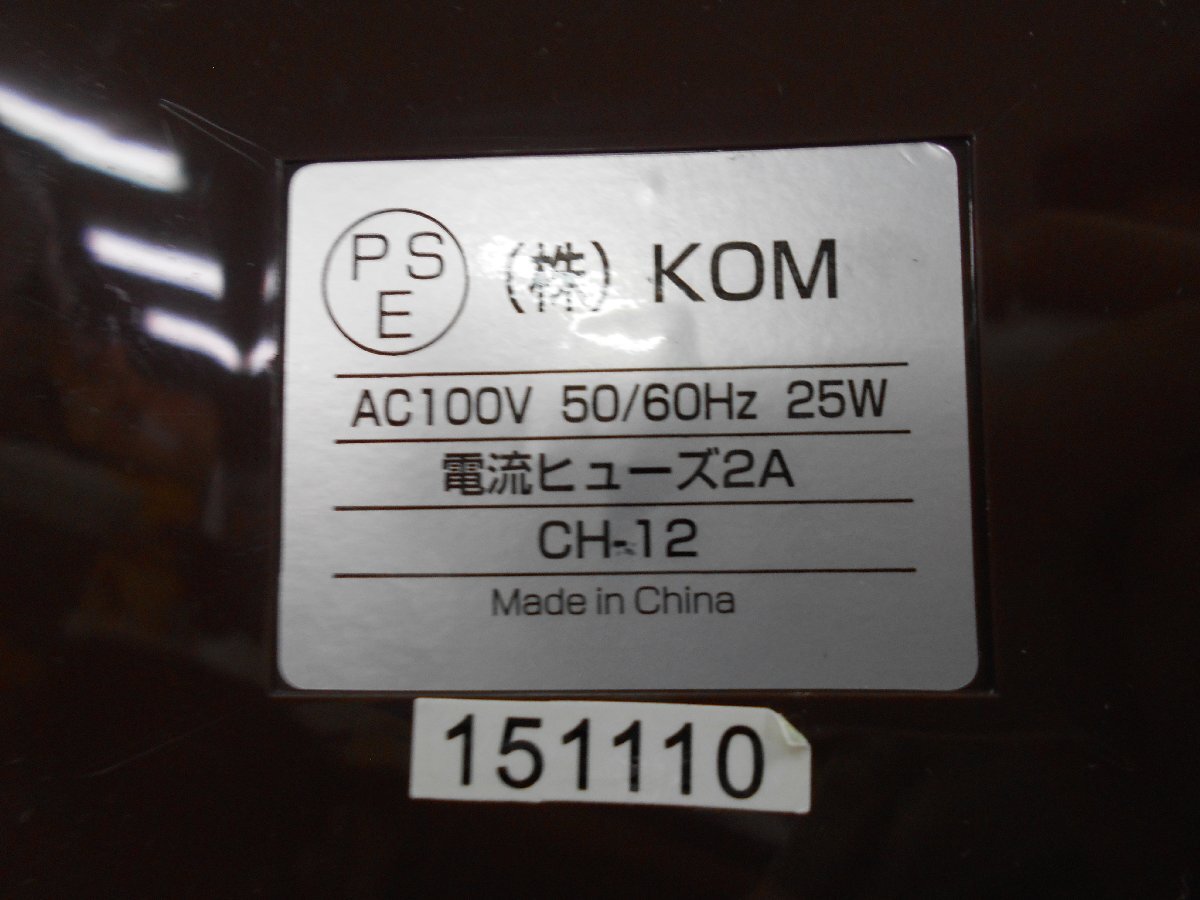 PSE (株) KOM
AC100V 50/60Hz 25W
電流ヒューズ2A
CH-12
Made in China
151110